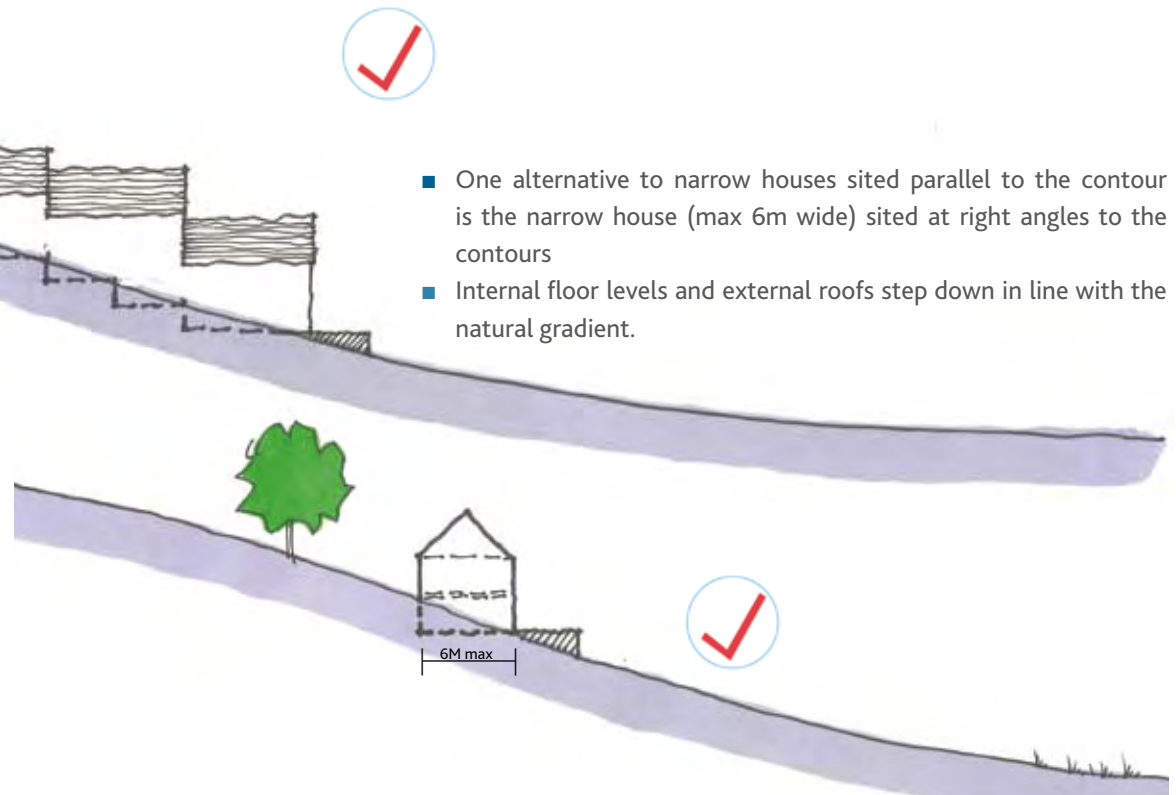 ■ One alternative to narrow houses sited parallel to the contour
is the narrow house (max 6m wide) sited at right angles to the
contours
■ Internal floor levels and external roofs step down in line with the
natural gradient.
6M max